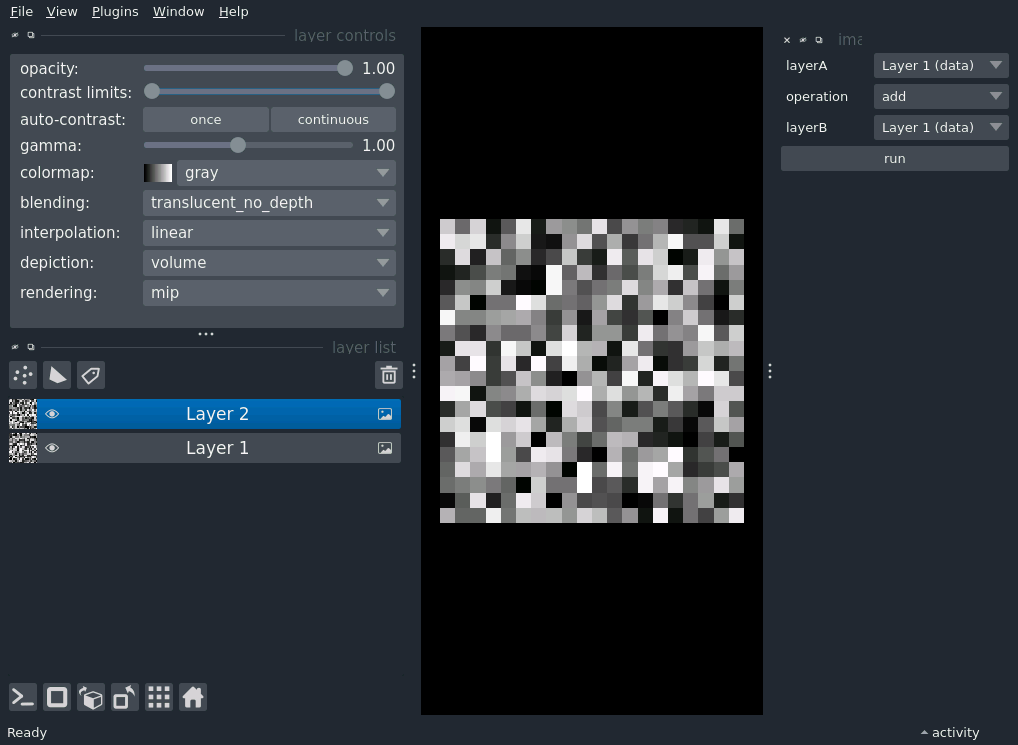 File View Plugins Window Help
layer controls
opacity: 1.00
contrast limits:
auto-contrast: once continuous
gamma: 1.00
colormap: gray
blending: translucent_no_depth
interpolation: linear
depiction: volume
rendering: mip
layer list
Layer 2
Layer 1
Ready
ima
layerA Layer 1 (data)
operation add
layerB Layer 1 (data)
run
activity